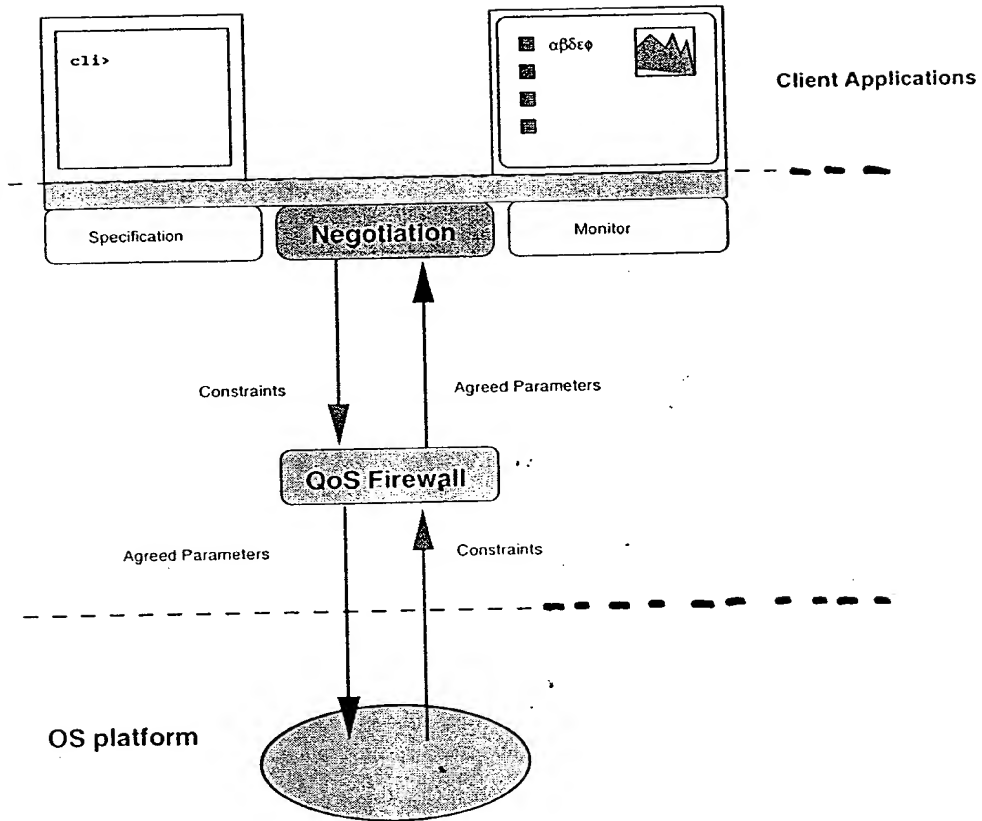 cli>
αβδεφ
Client Applications
Specification
Negotiation
Monitor
Constraints
Agreed Parameters
QoS Firewall
Agreed Parameters
Constraints
OS platform